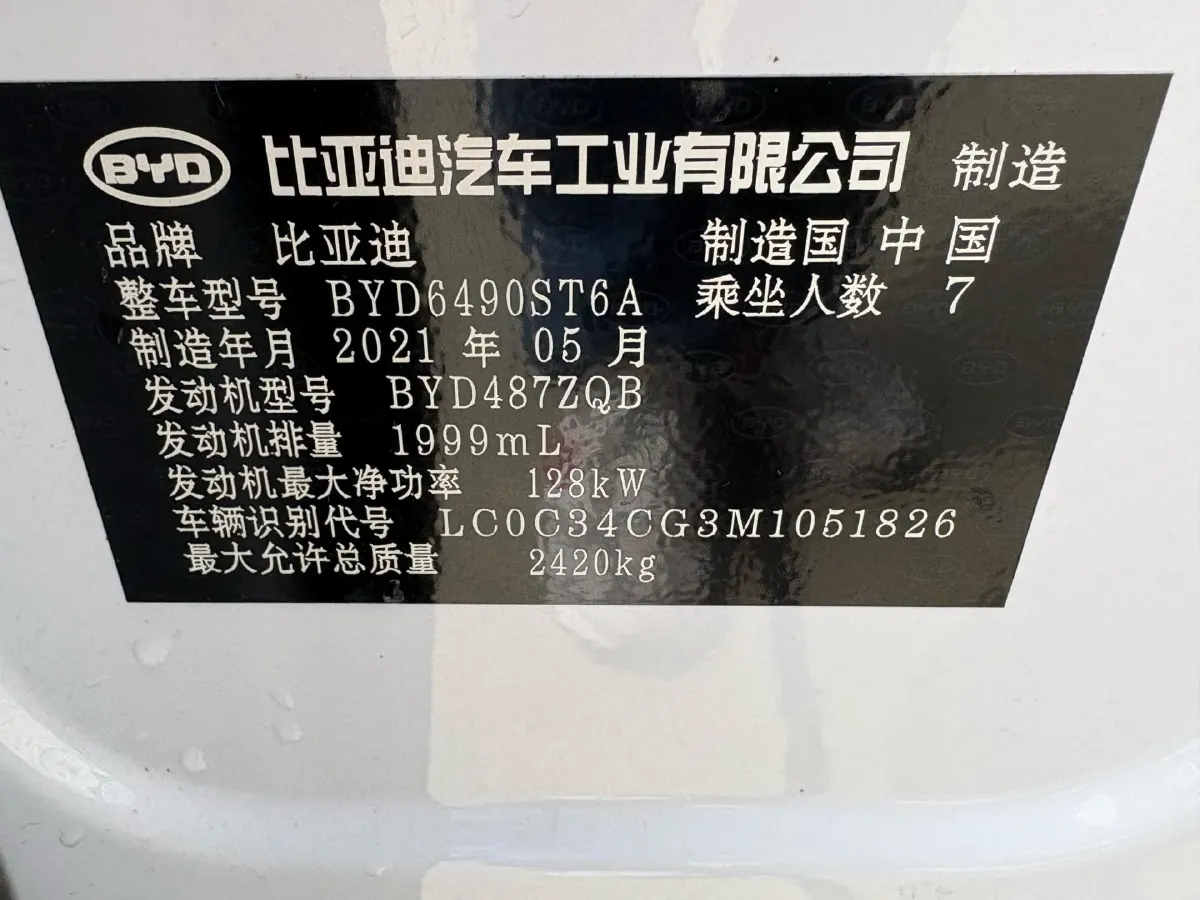 BYD 比亚迪汽车工业有限公司 制造
品牌 比亚迪 制造国 中国
整车型号 BYD6490ST6A 乘坐人数 7
制造年月 2021 年 05 月
发动机型号 BYD487ZQB
发动机排量 1999mL
发动机最大净功率 128kW
车辆识别代号 LC0C34CG3M1051826
最大允许总质量 2420kg